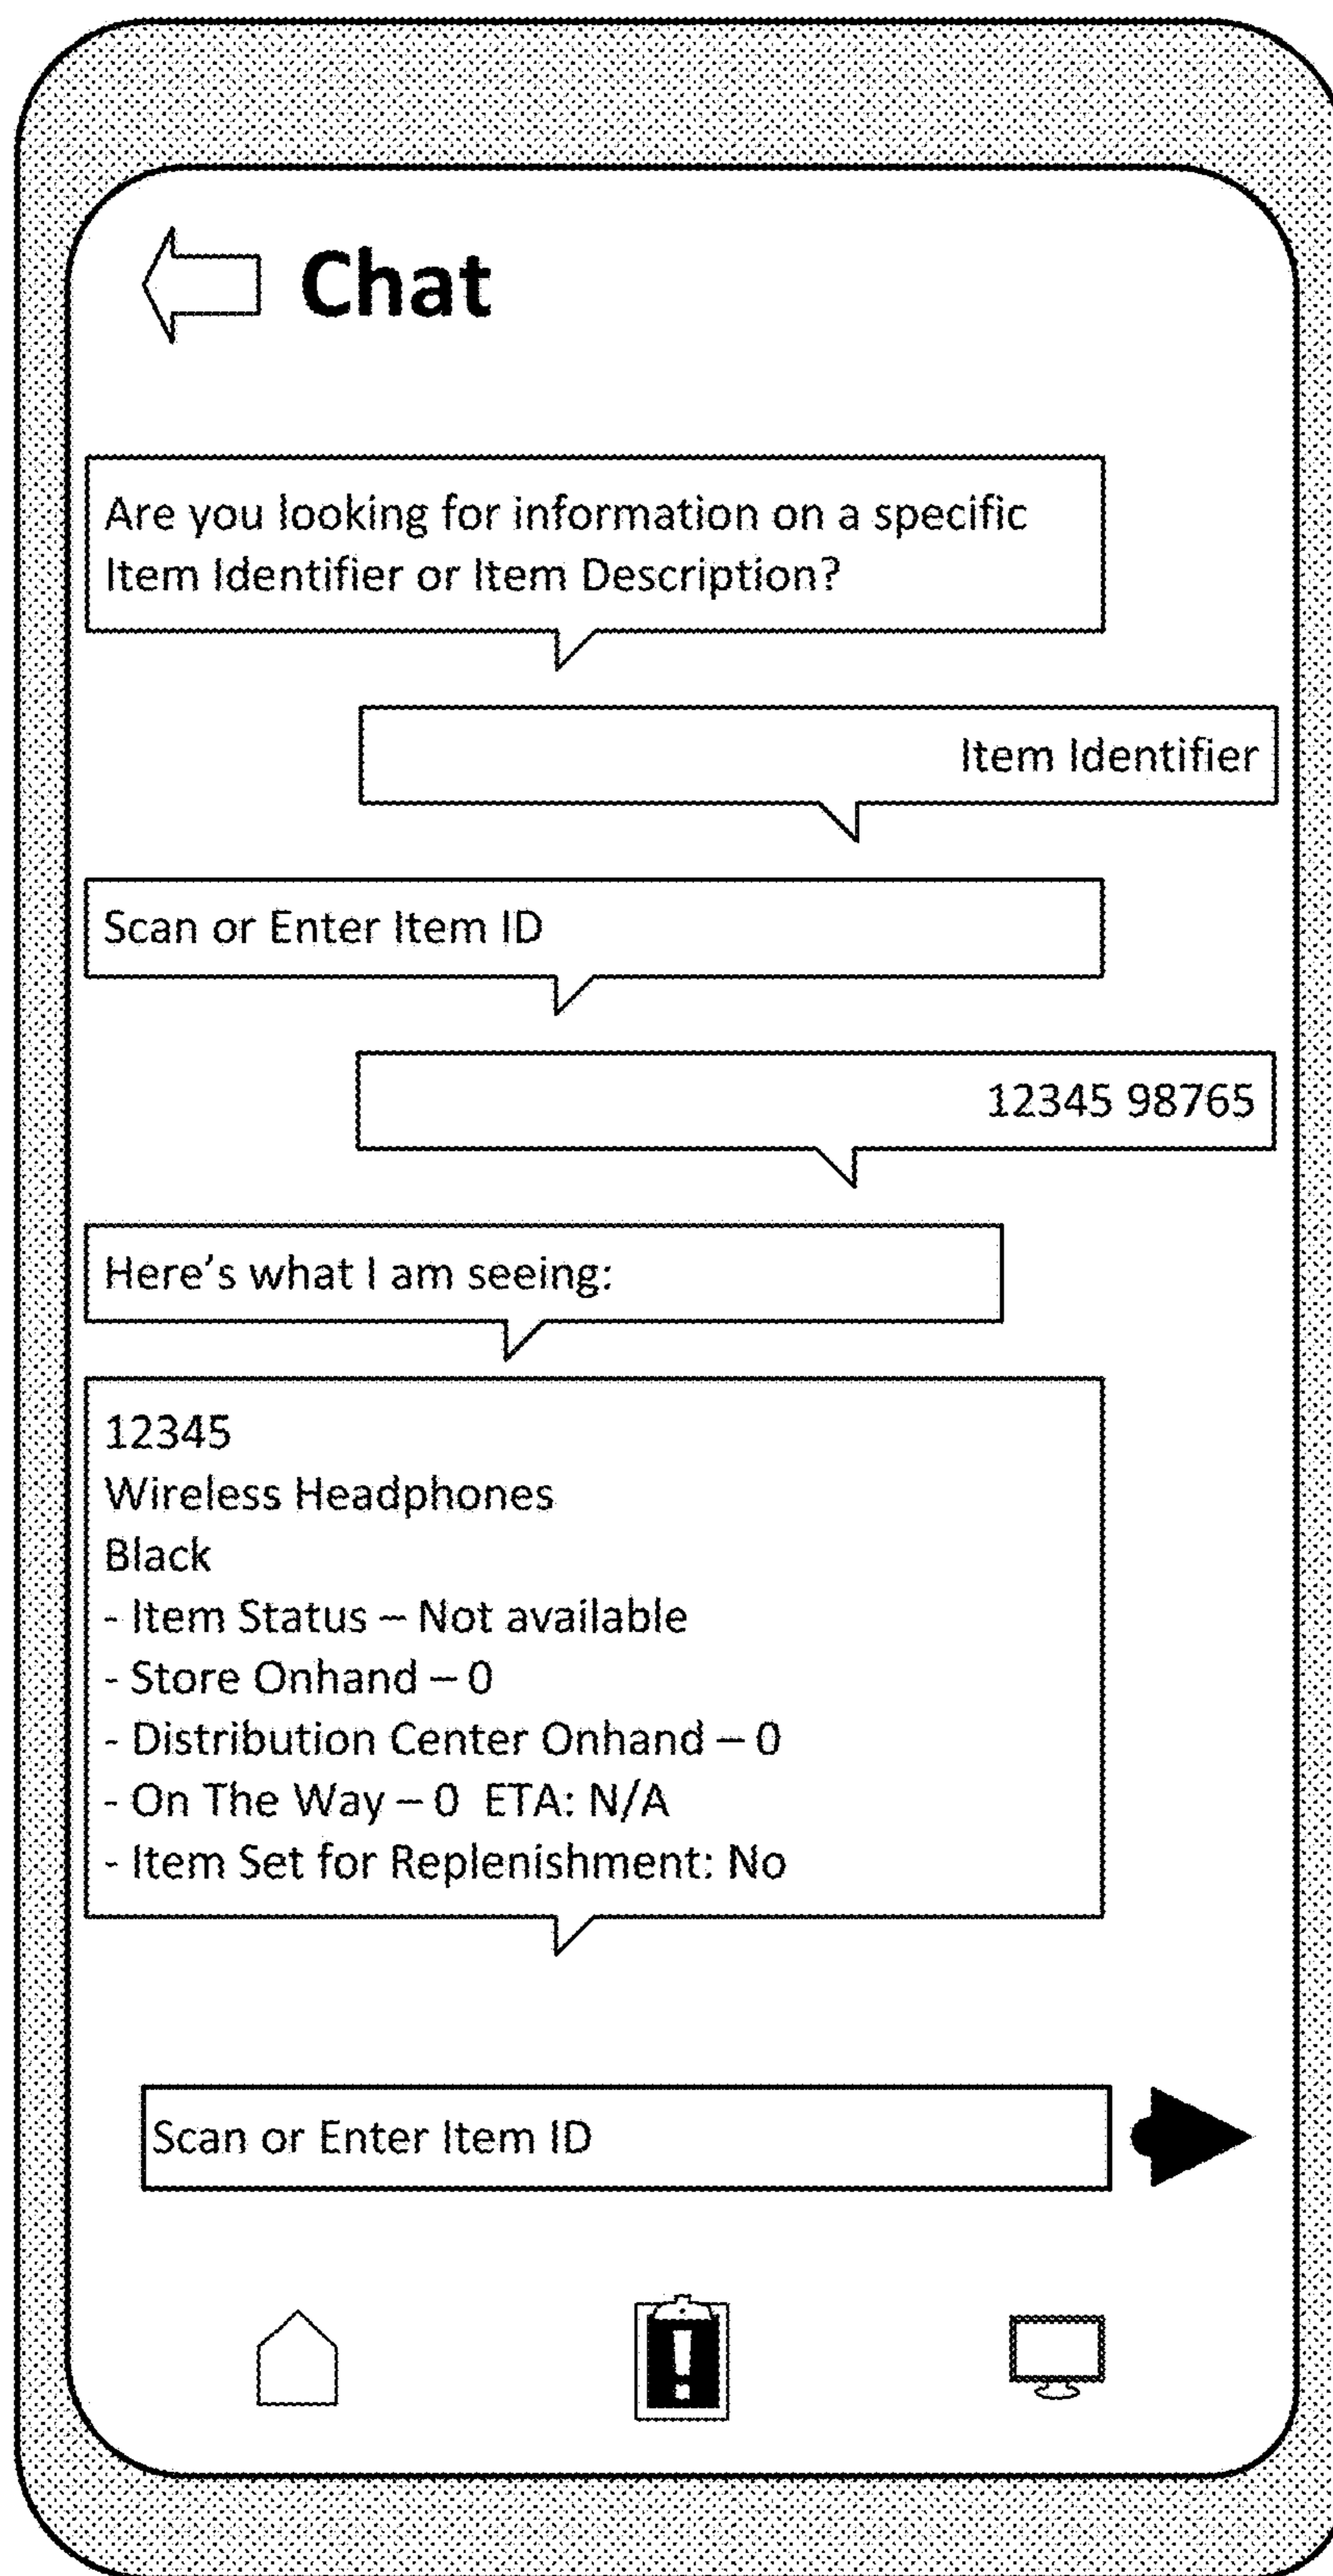 Chat
Are you looking for information on a specific
Item Identifier or Item Description?
Item Identifier
Scan or Enter Item ID
12345 98765
Here's what I am seeing:
12345
Wireless Headphones
Black
- Item Status – Not available
- Store Onhand – 0
- Distribution Center Onhand – 0
- On The Way – 0  ETA: N/A
- Item Set for Replenishment: No
Scan or Enter Item ID
!